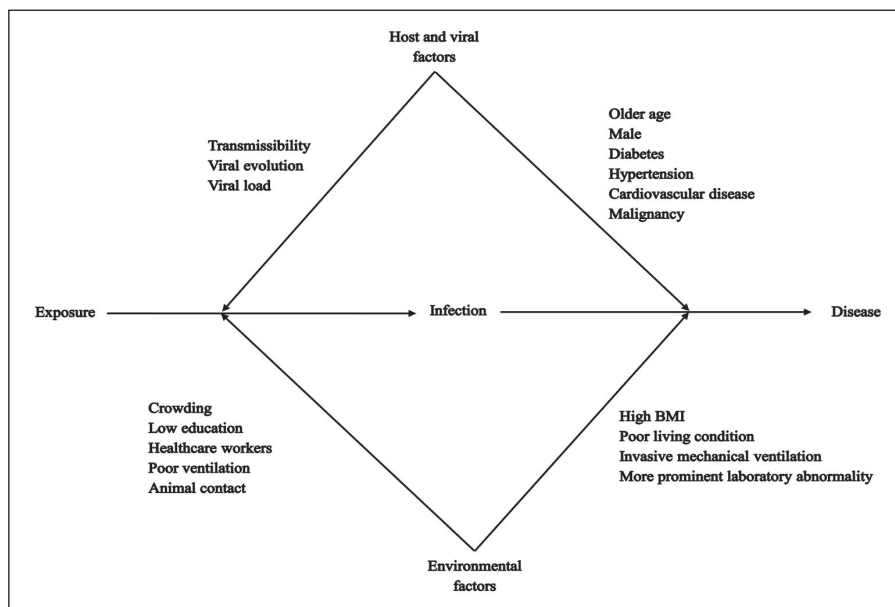 Host and viral
factors
Transmissibility
Viral evolution
Viral load
Older age
Male
Diabetes
Hypertension
Cardiovascular disease
Malignancy
Exposure
Infection
Disease
Crowding
Low education
Healthcare workers
Poor ventilation
Animal contact
High BMI
Poor living condition
Invasive mechanical ventilation
More prominent laboratory abnormality
Environmental
factors